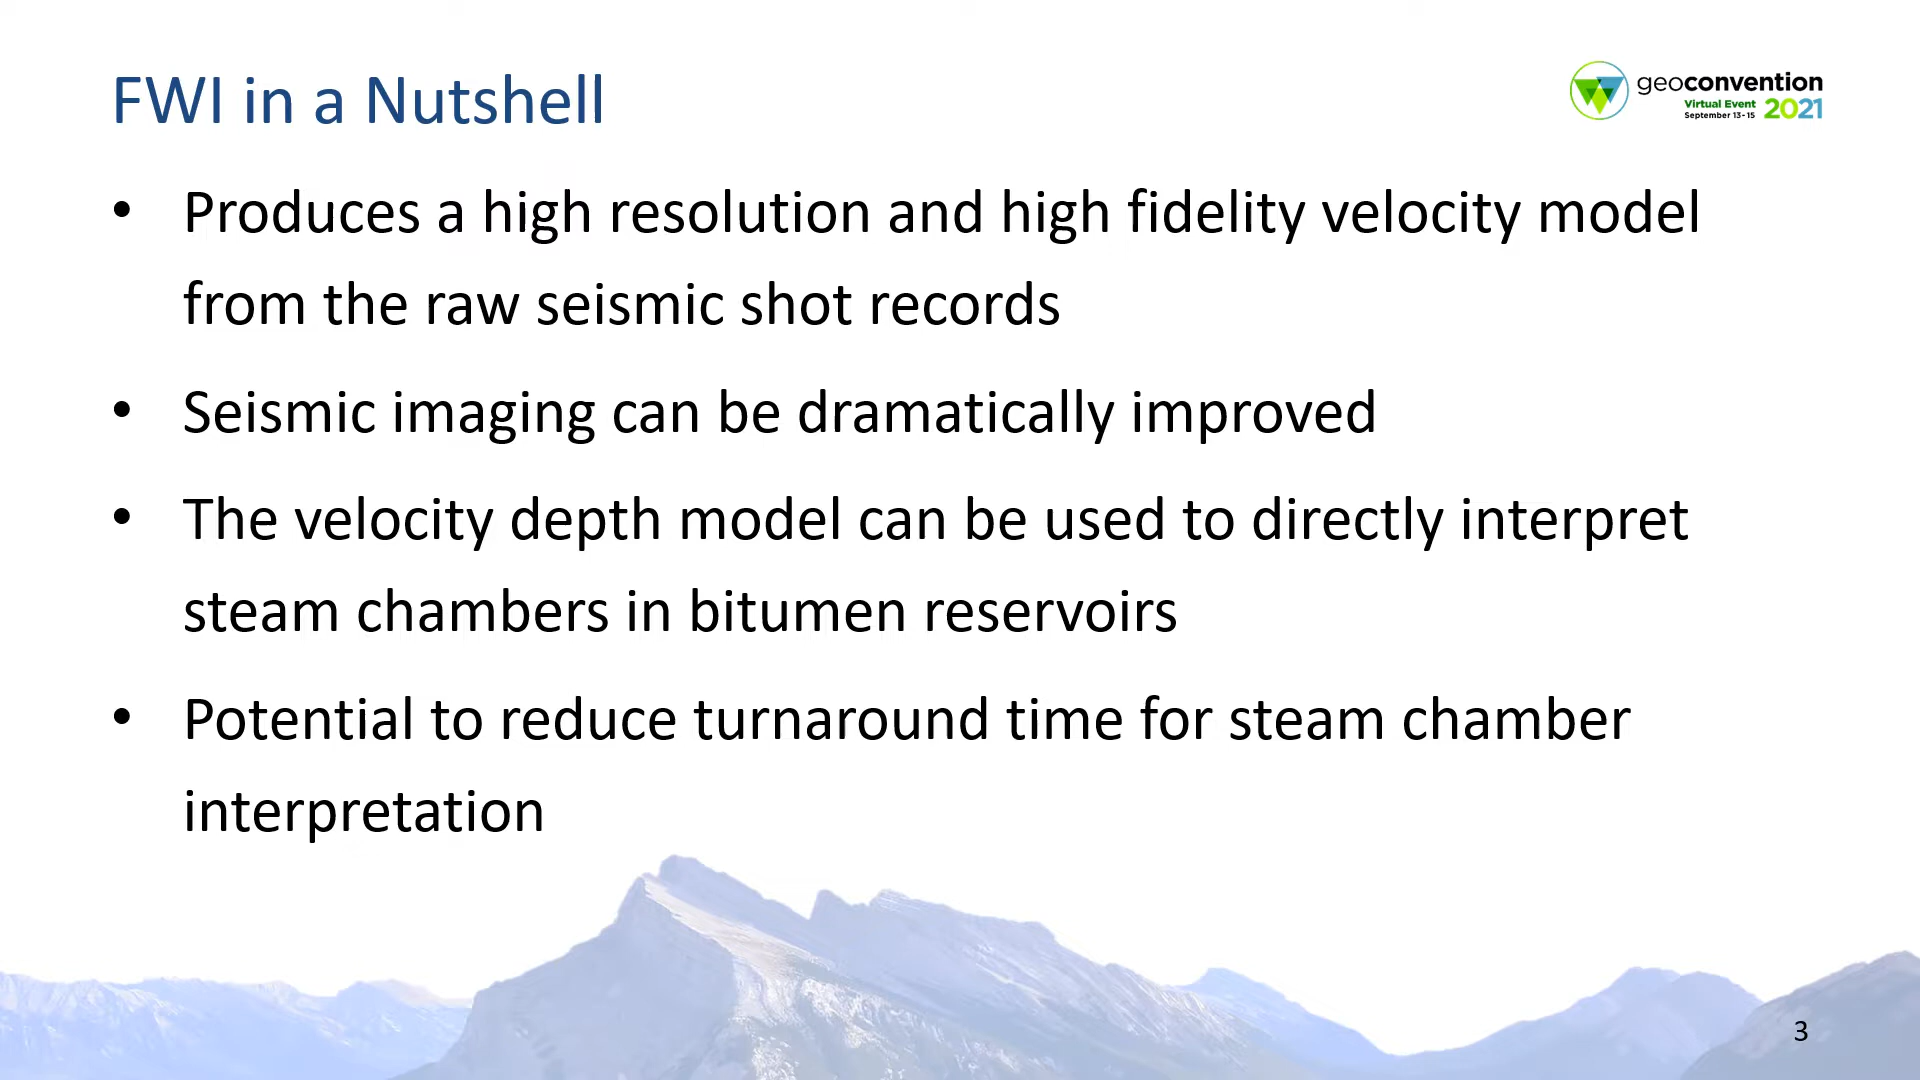 FWI in a Nutshell
geoconvention
Virtual Event
September 13-15
2021
• Produces a high resolution and high fidelity velocity model
from the raw seismic shot records
• Seismic imaging can be dramatically improved
• The velocity depth model can be used to directly interpret
steam chambers in bitumen reservoirs
• Potential to reduce turnaround time for steam chamber
interpretation
3